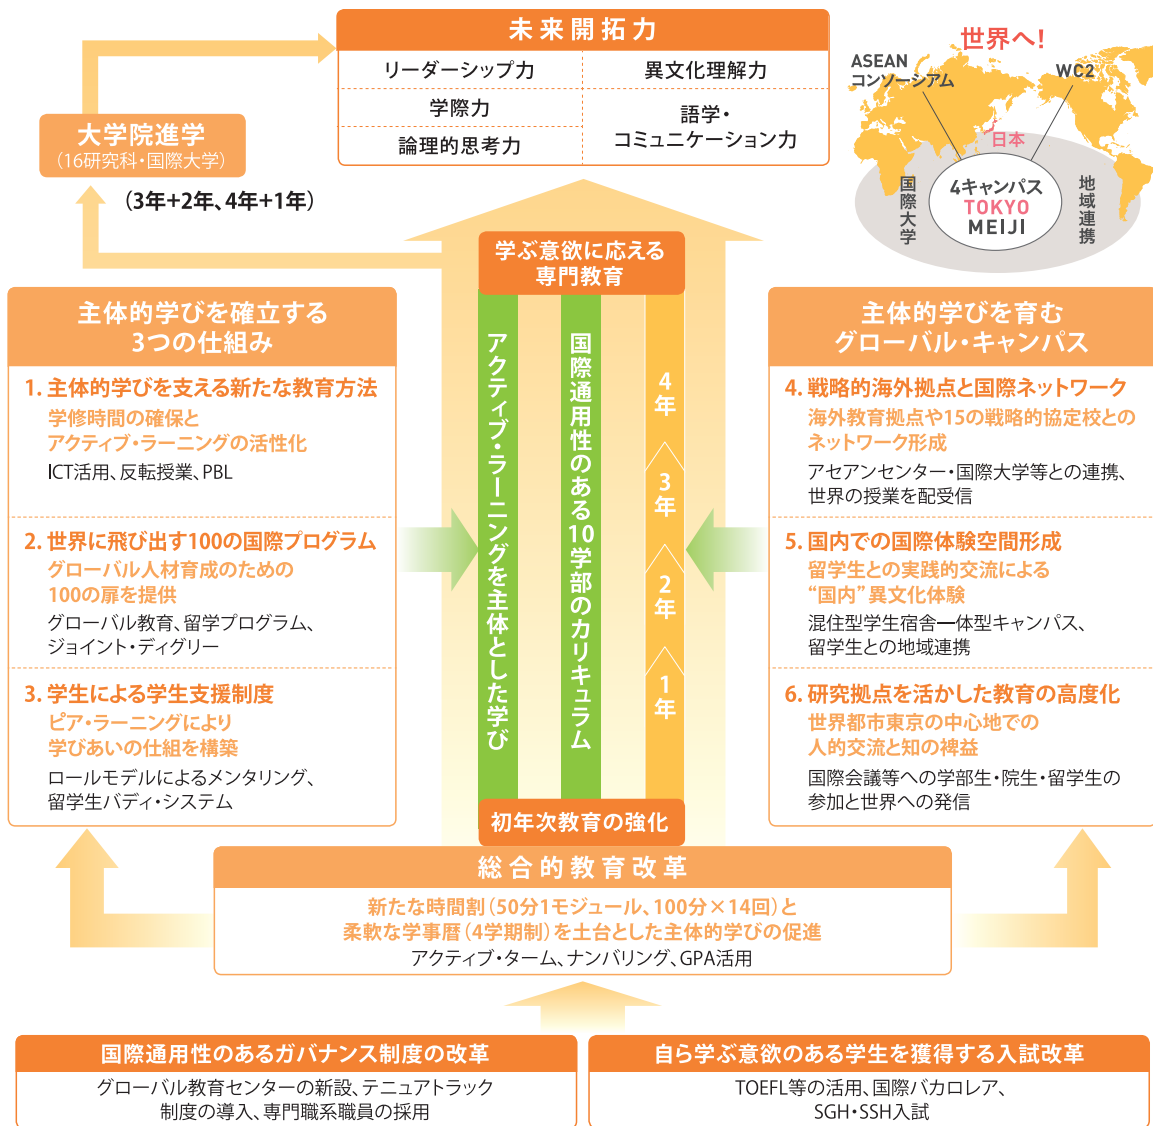 未来開拓力
リーダーシップ力
異文化理解力
学際力
語学・
コミュニケーション力
論理的思考力
世界へ！
ASEAN
コンソーシアム
WC2
日本
国際大学
4キャンパス
TOKYO
MEIJI
地域連携
大学院進学
（16研究科・国際大学）
（3年+2年、4年+1年）
学ぶ意欲に応える
専門教育
アクティブ・ラーニングを主体とした学び
国際通用性のある10学部のカリキュラム
4年
3年
2年
1年
初年次教育の強化
主体的学びを確立する
3つの仕組み
1. 主体的学びを支える新たな教育方法
学修時間の確保と
アクティブ・ラーニングの活性化
ICT活用、反転授業、PBL
2. 世界に飛び出す100の国際プログラム
グローバル人材育成のための
100の扉を提供
グローバル教育、留学プログラム、
ジョイント・ディグリー
3. 学生による学生支援制度
ピア・ラーニングにより
学びあいの仕組を構築
ロールモデルによるメンタリング、
留学生バディ・システム
主体的学びを育む
グローバル・キャンパス
4. 戦略的海外拠点と国際ネットワーク
海外教育拠点や15の戦略的協定校との
ネットワーク形成
アセアンセンター・国際大学等との連携、
世界の授業を配受信
5. 国内での国際体験空間形成
留学生との実践的交流による
“国内”異文化体験
混住型学生宿舎一体型キャンパス、
留学生との地域連携
6. 研究拠点を活かした教育の高度化
世界都市東京の中心地での
人的交流と知の裨益
国際会議等への学部生・院生・留学生の
参加と世界への発信
総合的教育改革
新たな時間割（50分1モジュール、100分×14回）と
柔軟な学事暦（4学期制）を土台とした主体的学びの促進
アクティブ・ターム、ナンバリング、GPA活用
国際通用性のあるガバナンス制度の改革
グローバル教育センターの新設、テニュアトラック
制度の導入、専門職系職員の採用
自ら学ぶ意欲のある学生を獲得する入試改革
TOEFL等の活用、国際バカロレア、
SGH・SSH入試